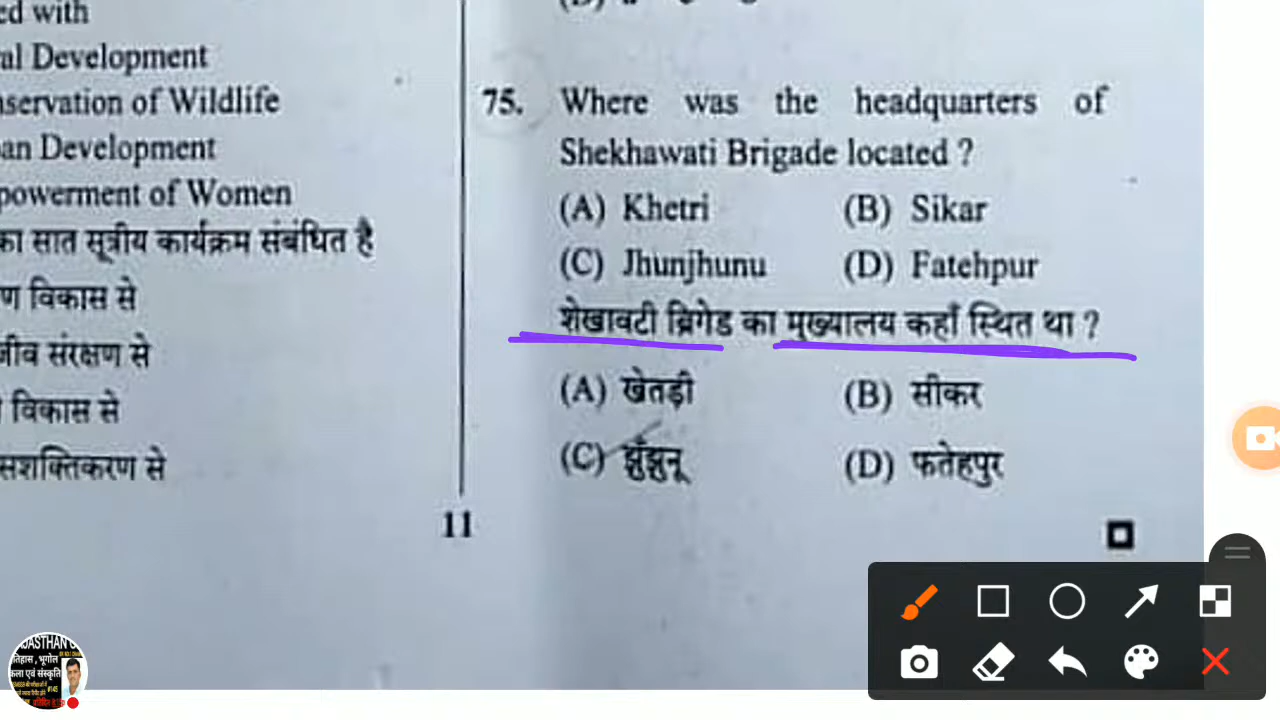 ed with
al Development
nservation of Wildlife
an Development
powerment of Women
का सात सूत्रीय कार्यक्रम संबंधित है
ण विकास से
जीव संरक्षण से
विकास से
सशक्तिकरण से
75. Where was the headquarters of
Shekhawati Brigade located ?
(A) Khetri (B) Sikar
(C) Jhunjhunu (D) Fatehpur
शेखावटी ब्रिगेड का मुख्यालय कहाँ स्थित था ?
(A) खेतड़ी (B) सीकर
(C) झुंझुनू (D) फतेहपुर
11